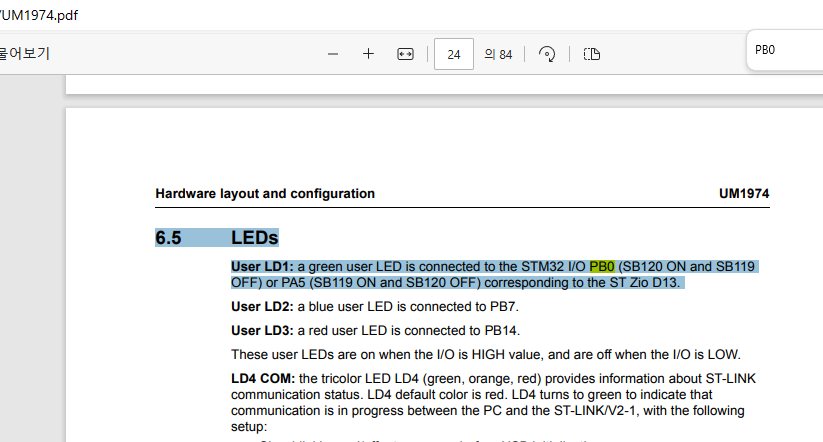 /UM1974.pdf
물어보기
24 의 84
PB0
Hardware layout and configuration UM1974
6.5 LEDs
User LD1: a green user LED is connected to the STM32 I/O PB0 (SB120 ON and SB119
OFF) or PA5 (SB119 ON and SB120 OFF) corresponding to the ST Zio D13.
User LD2: a blue user LED is connected to PB7.
User LD3: a red user LED is connected to PB14.
These user LEDs are on when the I/O is HIGH value, and are off when the I/O is LOW.
LD4 COM: the tricolor LED LD4 (green, orange, red) provides information about ST-LINK
communication status. LD4 default color is red. LD4 turns to green to indicate that
communication is in progress between the PC and the ST-LINK/V2-1, with the following
setup: